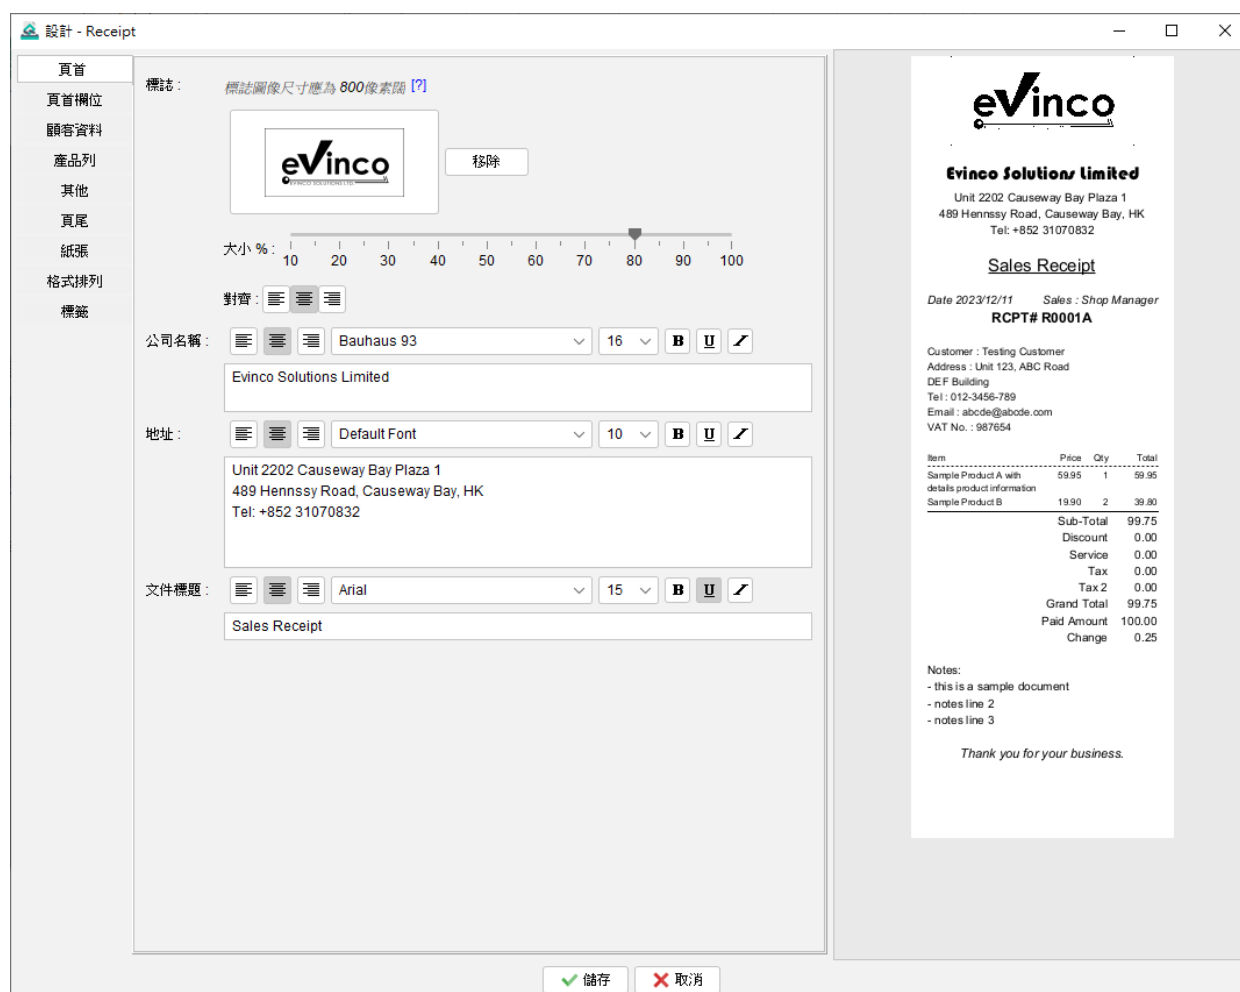 設計 - Receipt
頁首
頁首欄位
顧客資料
產品列
其他
頁尾
紙張
格式排列
標籤
標誌 :
標誌圖像尺寸應為 800像素闊 [?]
eVinco
EVINCO SOLUTIONS LTD.
移除
大小 % :
10 20 30 40 50 60 70 80 90 100
對齊 :
公司名稱 :
Bauhaus 93
16
B U I
Evinco Solutions Limited
地址 :
Default Font
10
B U I
Unit 2202 Causeway Bay Plaza 1
489 Hennssy Road, Causeway Bay, HK
Tel: +852 31070832
文件標題 :
Arial
15
B U I
Sales Receipt
eVinco
Evinco Solutions Limited
Unit 2202 Causeway Bay Plaza 1
489 Hennssy Road, Causeway Bay, HK
Tel: +852 31070832
Sales Receipt
Date 2023/12/11 Sales : Shop Manager
RCPT# R0001A
Customer : Testing Customer
Address : Unit 123, ABC Road
DEF Building
Tel : 012-3456-789
Email : abcde@abcde.com
VAT No. : 987654
Item Price Qty Total
Sample Product A with 59.95 1 59.95
details product information
Sample Product B 19.90 2 39.80
Sub-Total 99.75
Discount 0.00
Service 0.00
Tax 0.00
Tax 2 0.00
Grand Total 99.75
Paid Amount 100.00
Change 0.25
Notes:
- this is a sample document
- notes line 2
- notes line 3
Thank you for your business.
儲存
取消